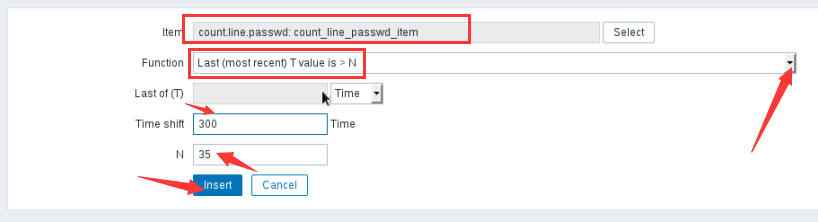 Item count.line.passwd: count_line_passwd_item Select
Function Last (most recent) T value is > N
Last of (T) Time
Time shift 300 Time
N 35
Insert Cancel